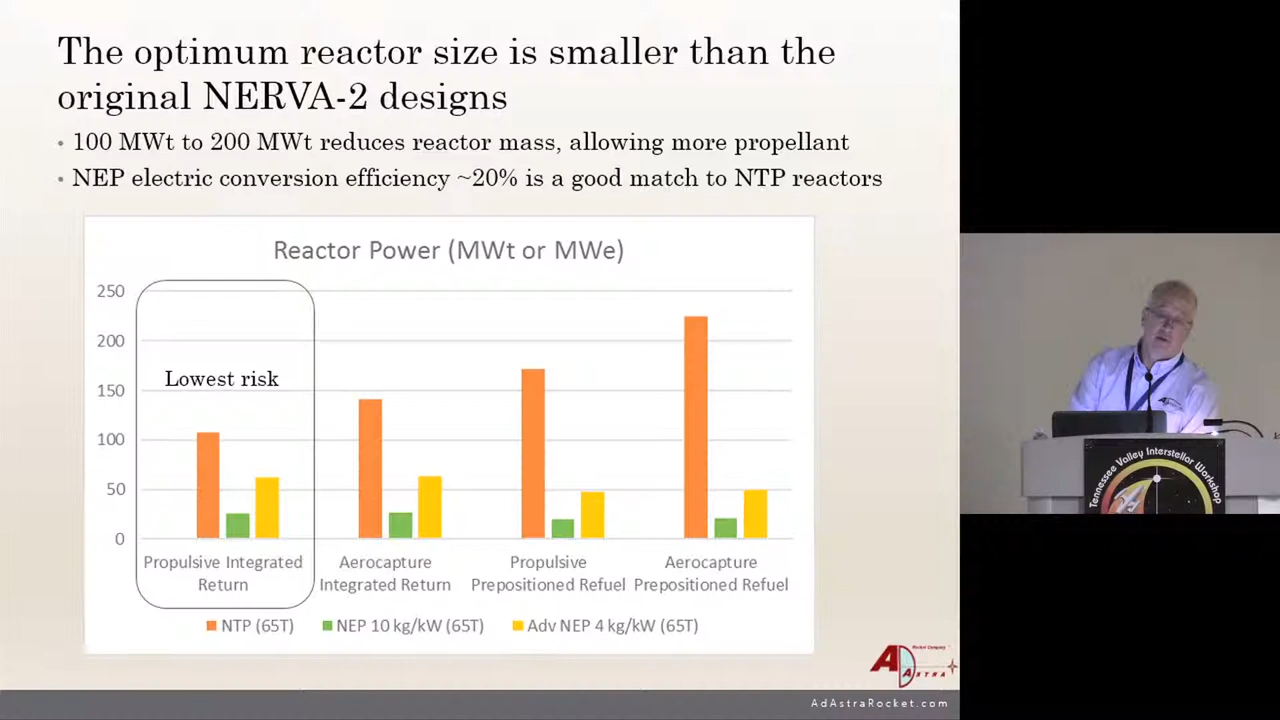 The optimum reactor size is smaller than the
original NERVA-2 designs
• 100 MWt to 200 MWt reduces reactor mass, allowing more propellant
• NEP electric conversion efficiency ~20% is a good match to NTP reactors
Reactor Power (MWt or MWe)
250
200
150
100
50
0
Lowest risk
Propulsive Integrated
Return
Aerocapture
Integrated Return
Propulsive
Prepositioned Refuel
Aerocapture
Prepositioned Refuel
NTP (65T)
NEP 10 kg/kW (65T)
Adv NEP 4 kg/kW (65T)
Rocket Company
AD ASTRA
AdAstraRocket.com
Tennessee Valley Interstellar Workshop